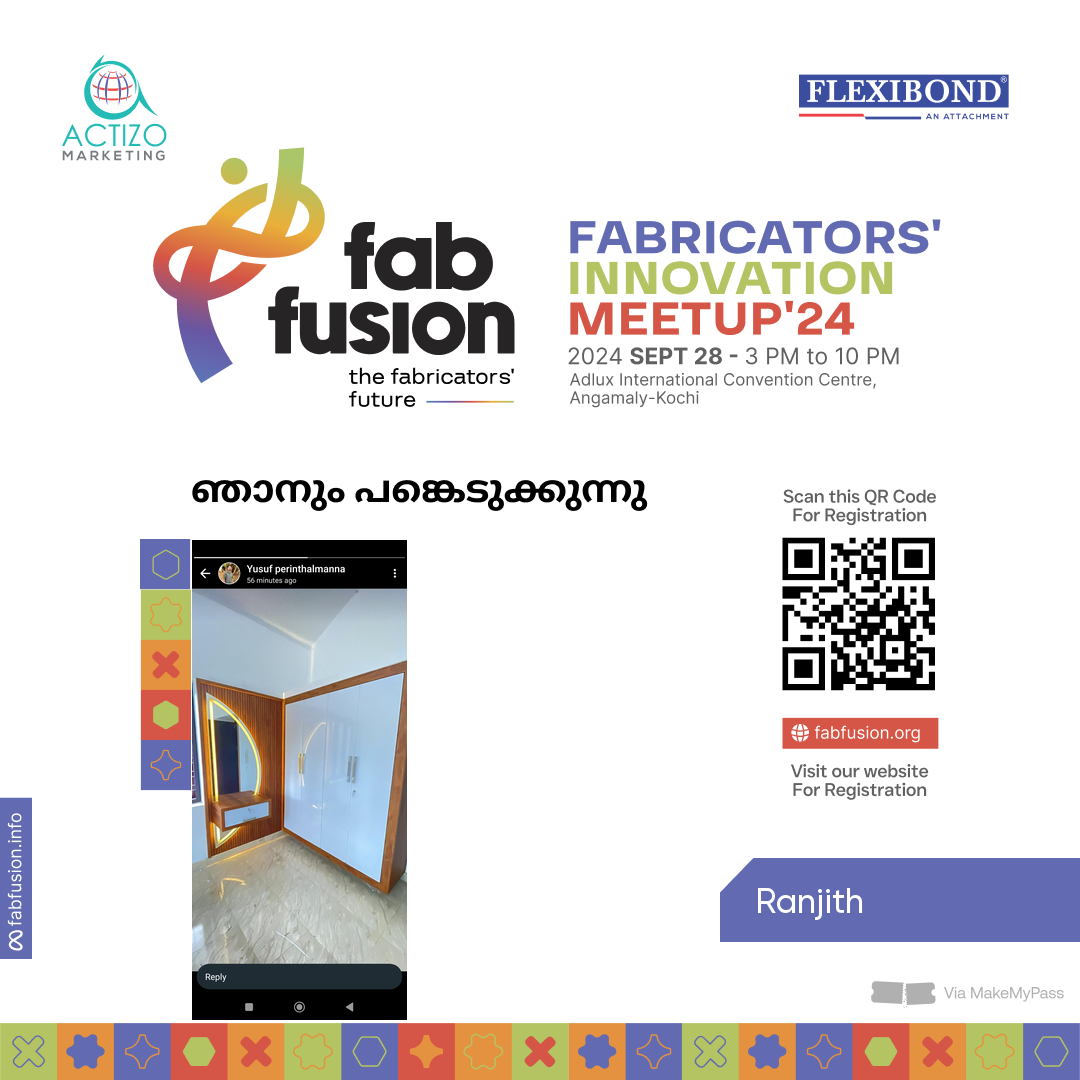 ACTIZO
MARKETING
FLEXIBOND®
AN ATTACHMENT
fab
fusion
the fabricators'
future
FABRICATORS'
INNOVATION
MEETUP'24
2024 SEPT 28 - 3 PM to 10 PM
Adlux International Convention Centre,
Angamaly-Kochi
ഞാനും പങ്കെടുക്കുന്നു
Yusuf perinthalmanna
56 minutes ago
Reply
Scan this QR Code
For Registration
fabfusion.org
Visit our website
For Registration
fabfusion.info
Ranjith
Via MakeMyPass